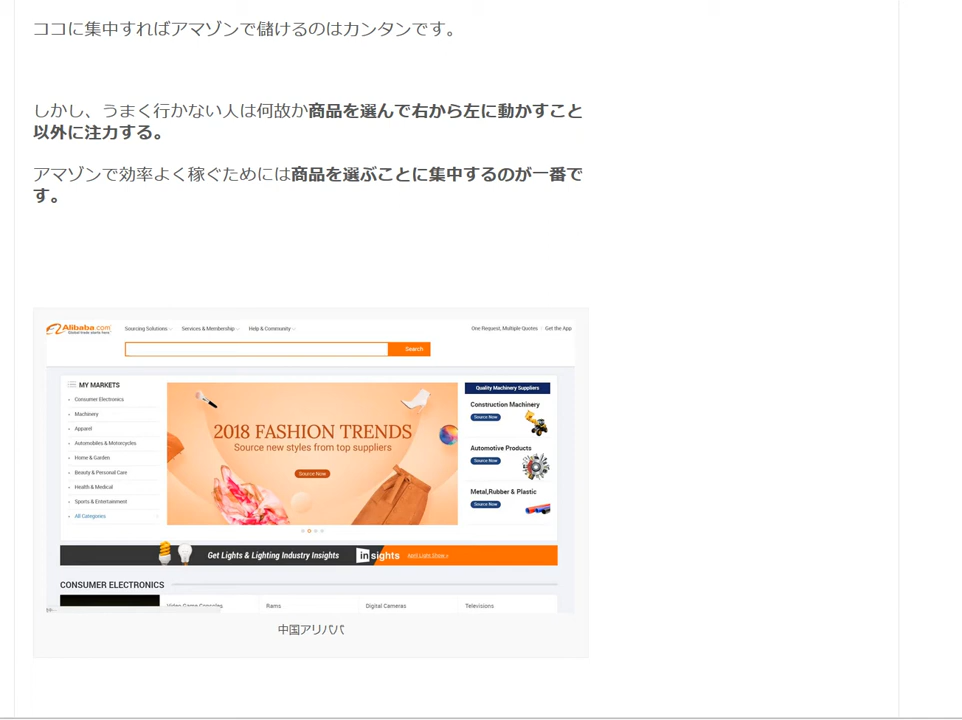 ココに集中すればアマゾンで儲けるのはカンタンです。
しかし、うまく行かない人は何故か商品を選んで右から左に動かすこと
以外に注力する。
アマゾンで効率よく稼ぐためには商品を選ぶことに集中するのが一番で
す。
Alibaba.com
Global trade starts here
Sourcing Solutions
Services & Membership
Help & Community
One Request, Multiple Quotes
Get the App
Search
MY MARKETS
Consumer Electronics
Machinery
Apparel
Automobiles & Motorcycles
Home & Garden
Beauty & Personal Care
Health & Medical
Sports & Entertainment
All Categories
2018 FASHION TRENDS
Source new styles from top suppliers
Source Now
Quality Machinery Suppliers
Construction Machinery
Source Now
Automotive Products
Source Now
Metal,Rubber & Plastic
Source Now
Get Lights & Lighting Industry Insights
insights
Light Show
CONSUMER ELECTRONICS
Video Game Consoles
Rams
Digital Cameras
Televisions
中国アリババ